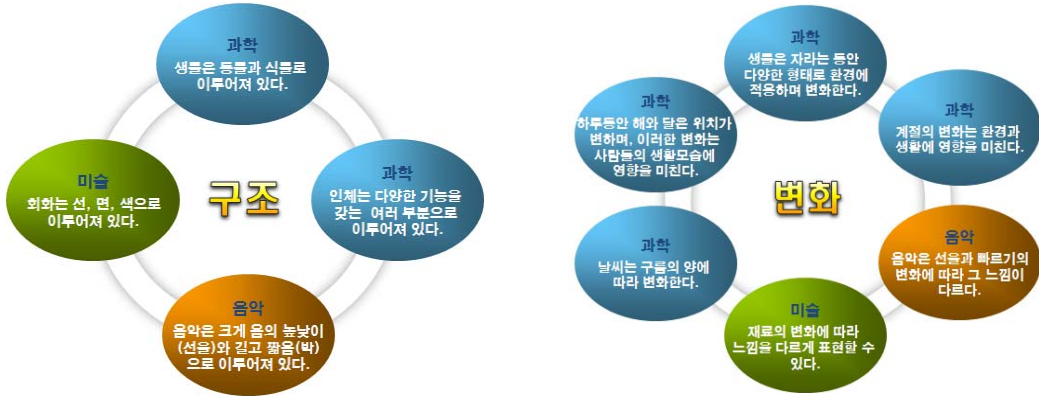 과학
생물은 동물과 식물로
이루어져 있다.
미술
회화는 선, 면, 색으로
이루어져 있다.
구조
과학
인체는 다양한 기능을
갖는 여러 부분으로
이루어져 있다.
음악
음악은 크게 음의 높낮이
(선율)와 길고 짧음(박)
으로 이루어져 있다.
과학
생물은 자라는 동안
다양한 형태로 환경에
적응하며 변화한다.
과학
하루동안 해와 달은 위치가
변하며, 이러한 변화는
사람들의 생활모습에
영향을 미친다.
과학
계절의 변화는 환경과
생활에 영향을 미친다.
변화
과학
날씨는 구름의 양에
따라 변화한다.
음악
음악은 선율과 빠르기의
변화에 따라 그 느낌이
다르다.
미술
재료의 변화에 따라
느낌을 다르게 표현할 수
있다.